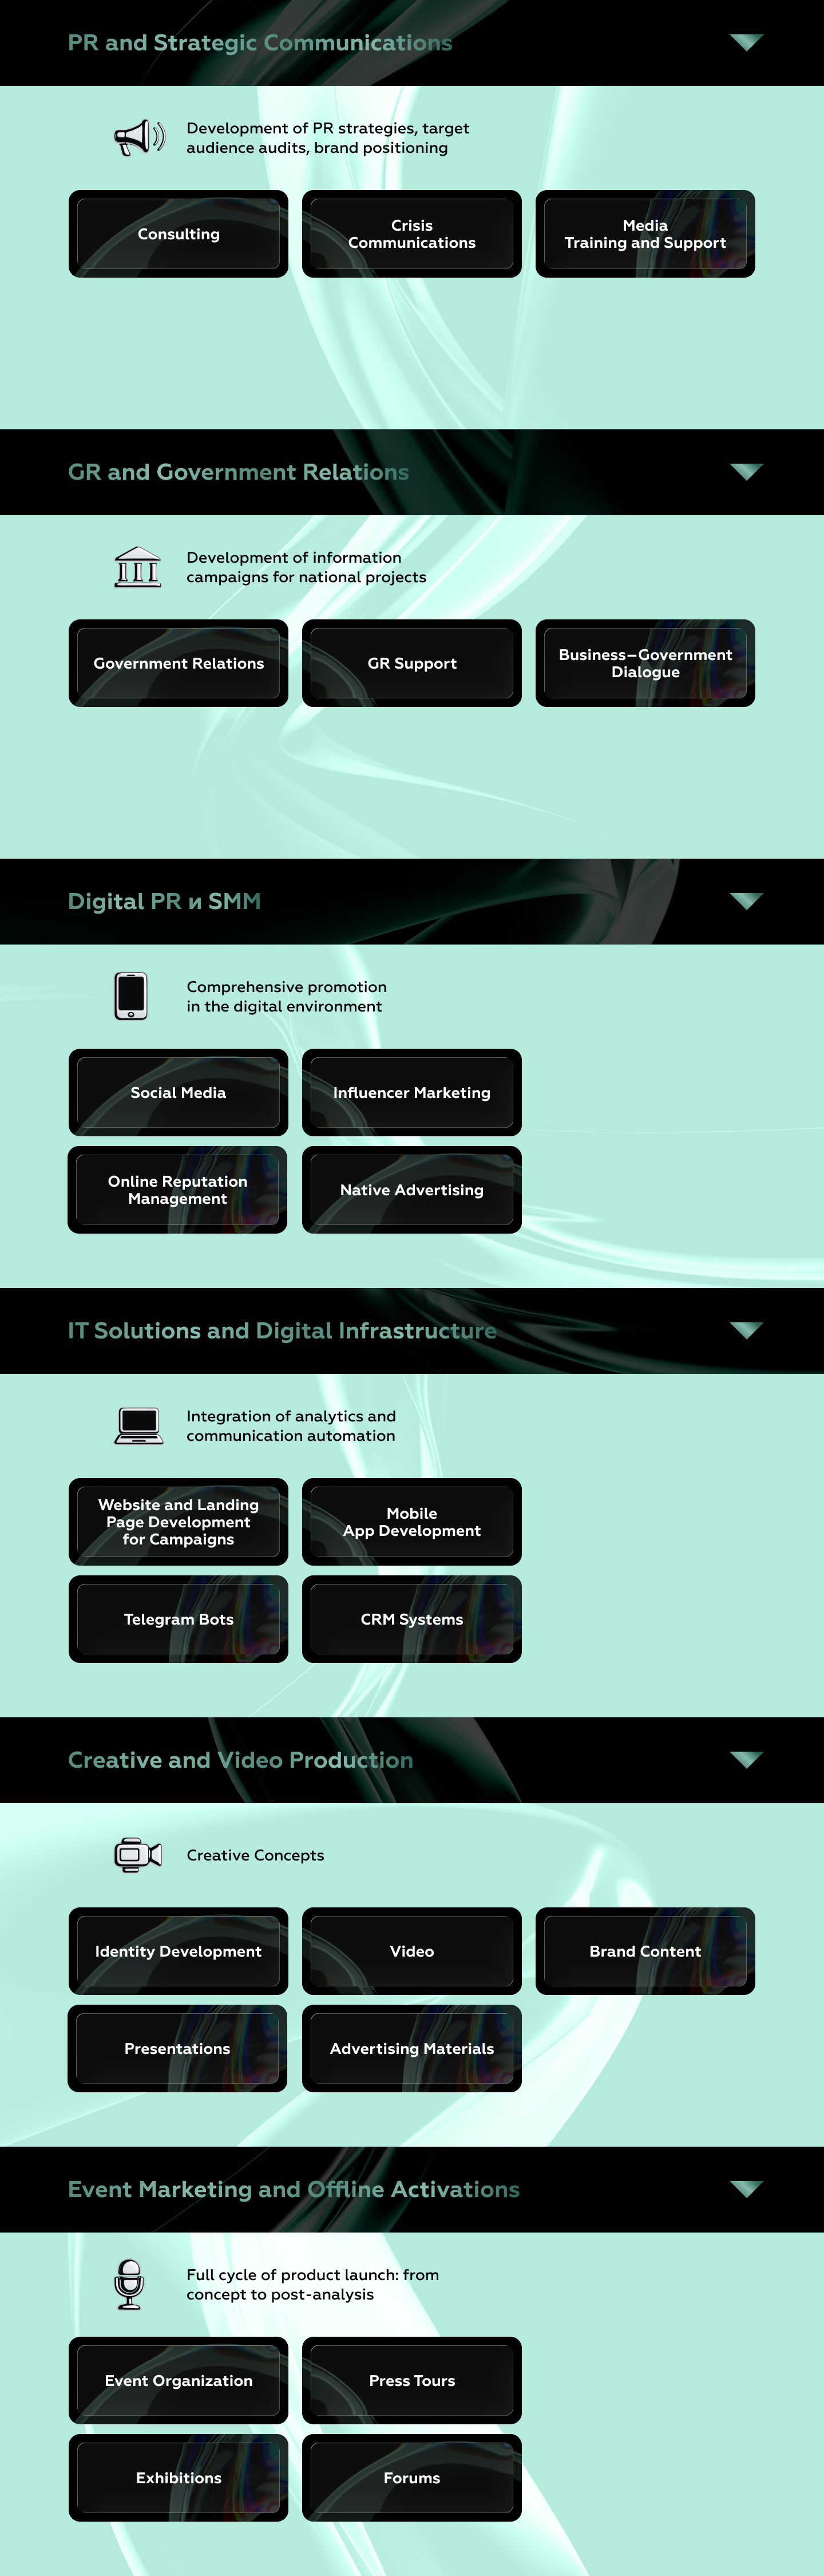 PR and Strategic Communications
Development of PR strategies, target
audience audits, brand positioning
Consulting
Crisis
Communications
Media
Training and Support
GR and Government Relations
Development of information
campaigns for national projects
Government Relations
GR Support
Business–Government
Dialogue
Digital PR и SMM
Comprehensive promotion
in the digital environment
Social Media
Influencer Marketing
Online Reputation
Management
Native Advertising
IT Solutions and Digital Infrastructure
Integration of analytics and
communication automation
Website and Landing
Page Development
for Campaigns
Mobile
App Development
Telegram Bots
CRM Systems
Creative and Video Production
Creative Concepts
Identity Development
Video
Brand Content
Presentations
Advertising Materials
Event Marketing and Offline Activations
Full cycle of product launch: from
concept to post-analysis
Event Organization
Press Tours
Exhibitions
Forums